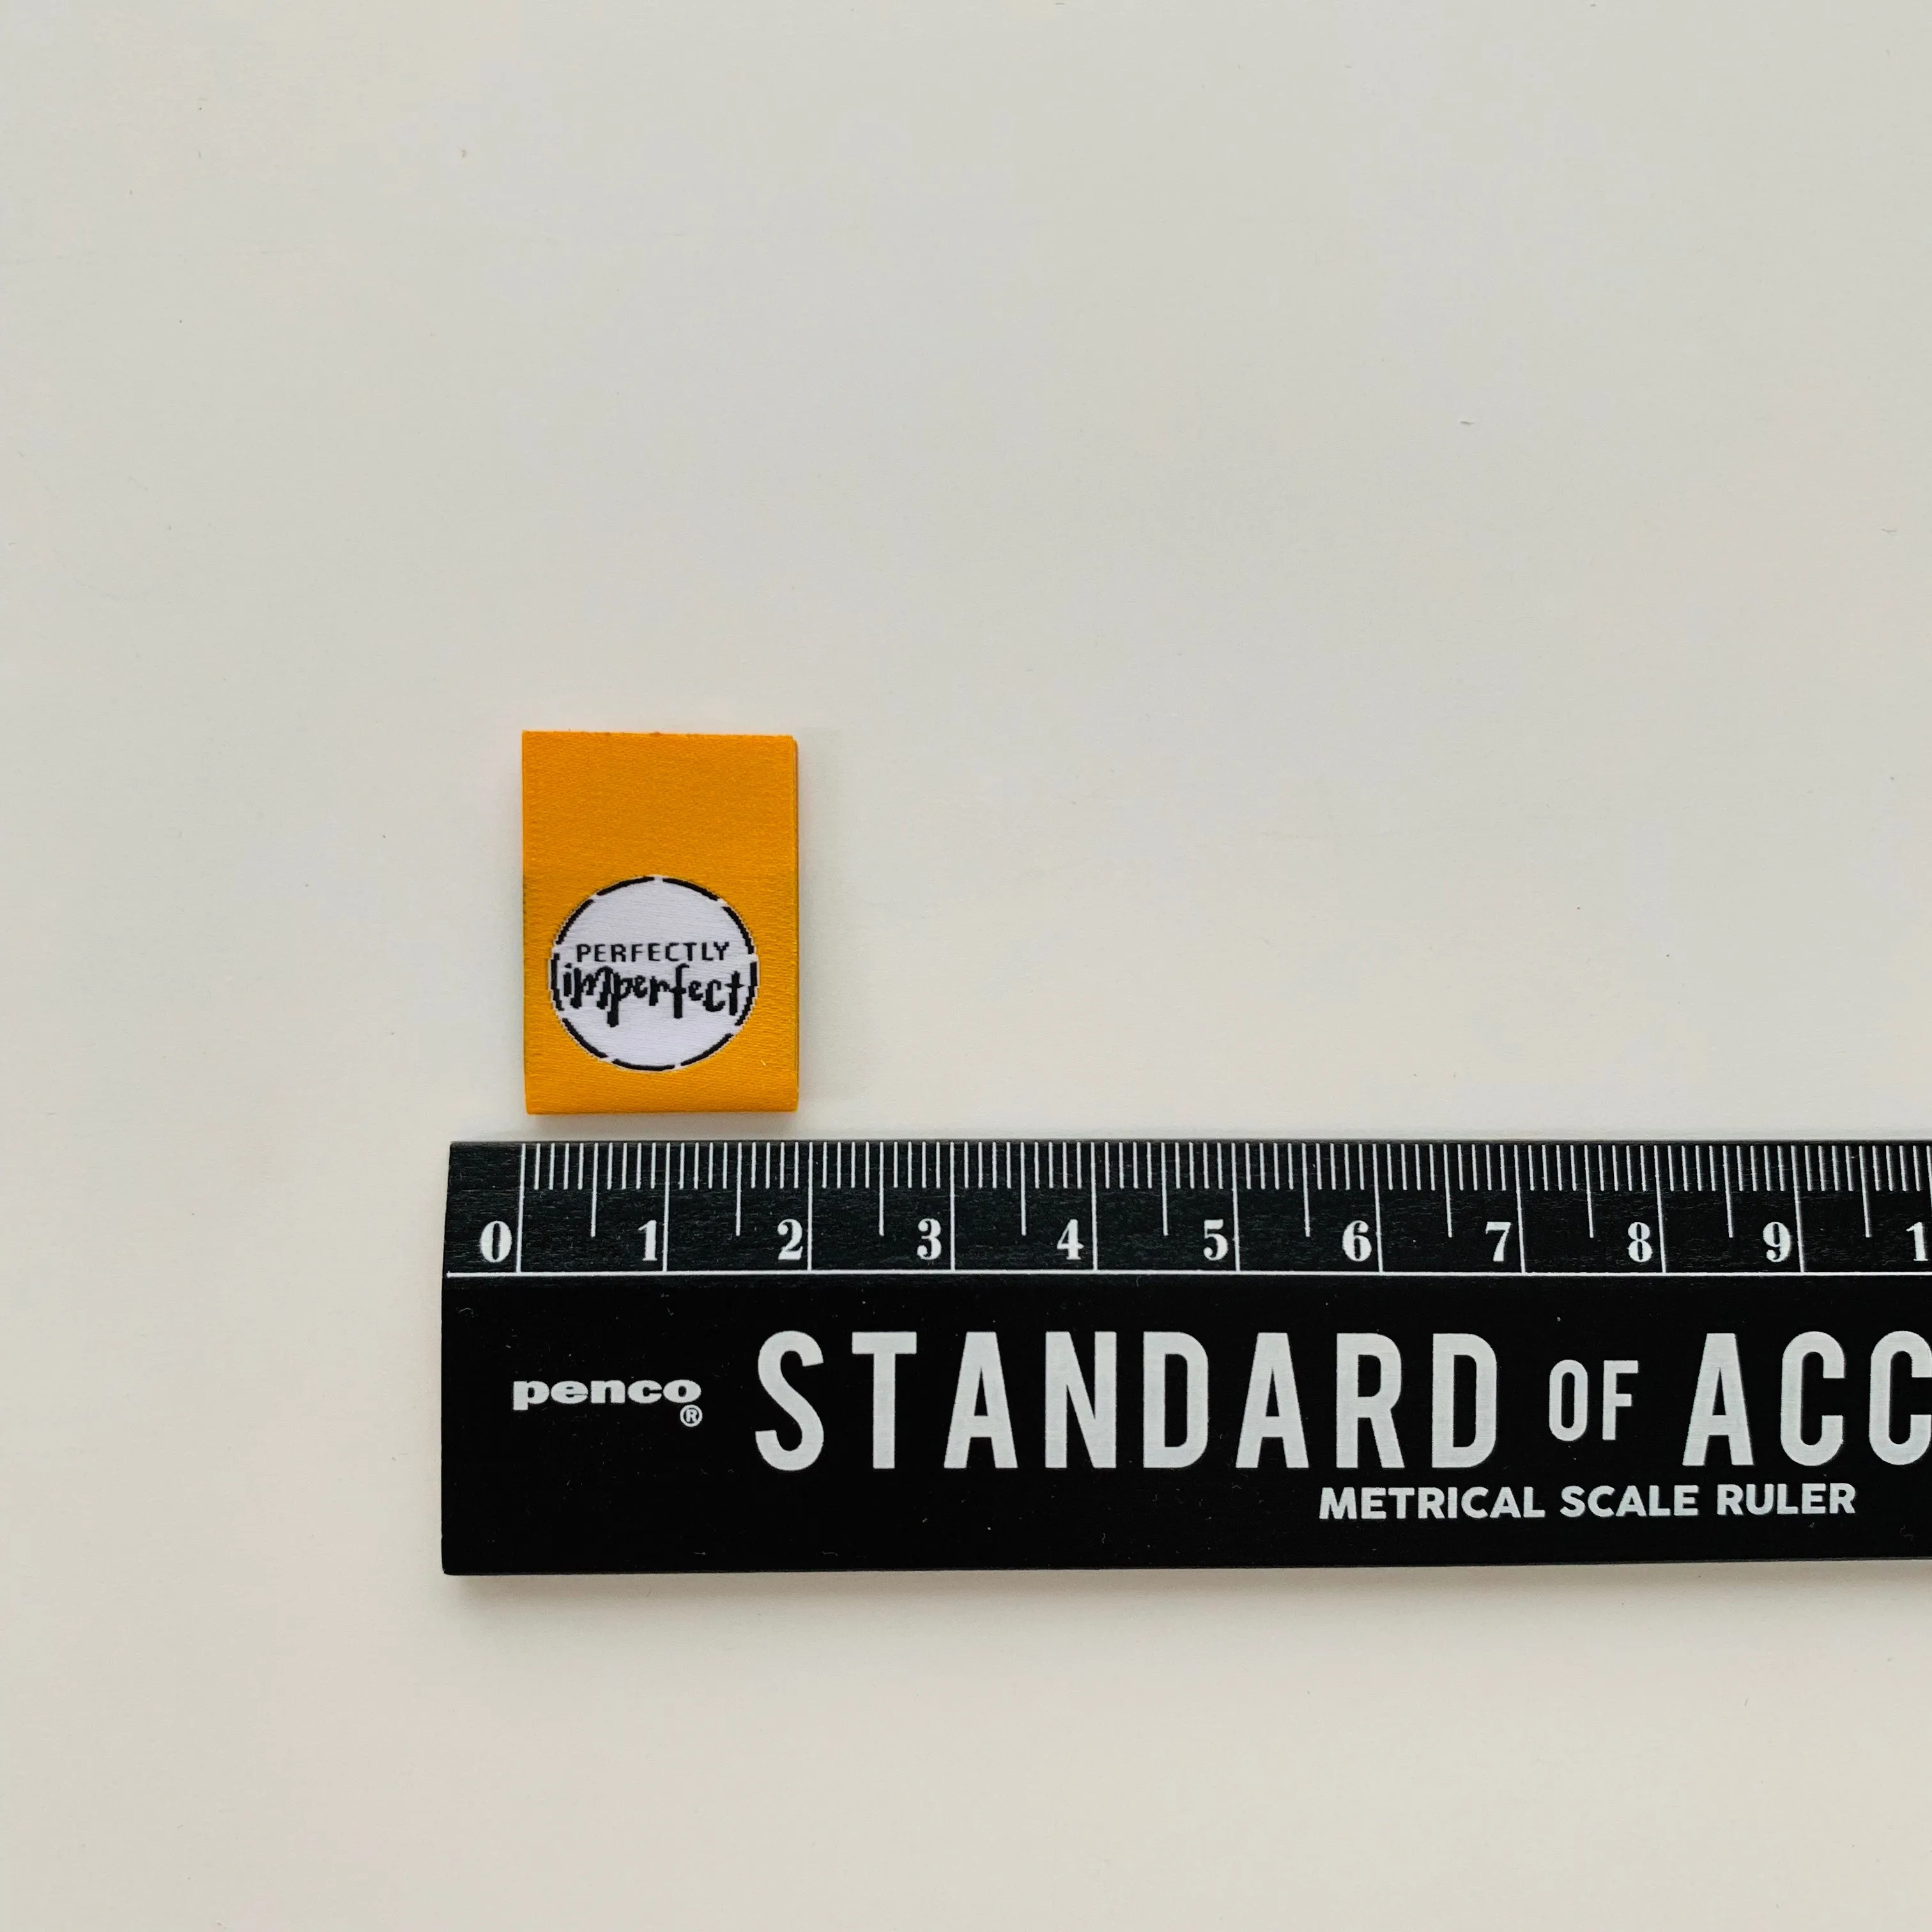 PERFECTLY
imperfect
0 1 2 3 4 5 6 7 8 9 1
penco
®
STANDARD OF ACC
METRICAL SCALE RULER